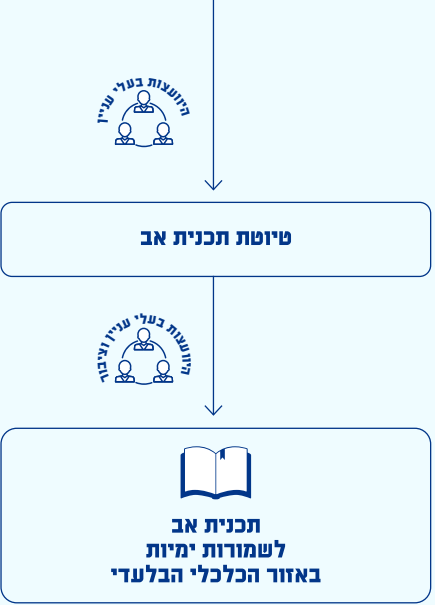 היוועצות בעלי עניין
טיוטת תכנית אב
היוועצות בעלי עניין וציבור
תכנית אב
לשמורות ימיות
באזור הכלכלי הבלעדי